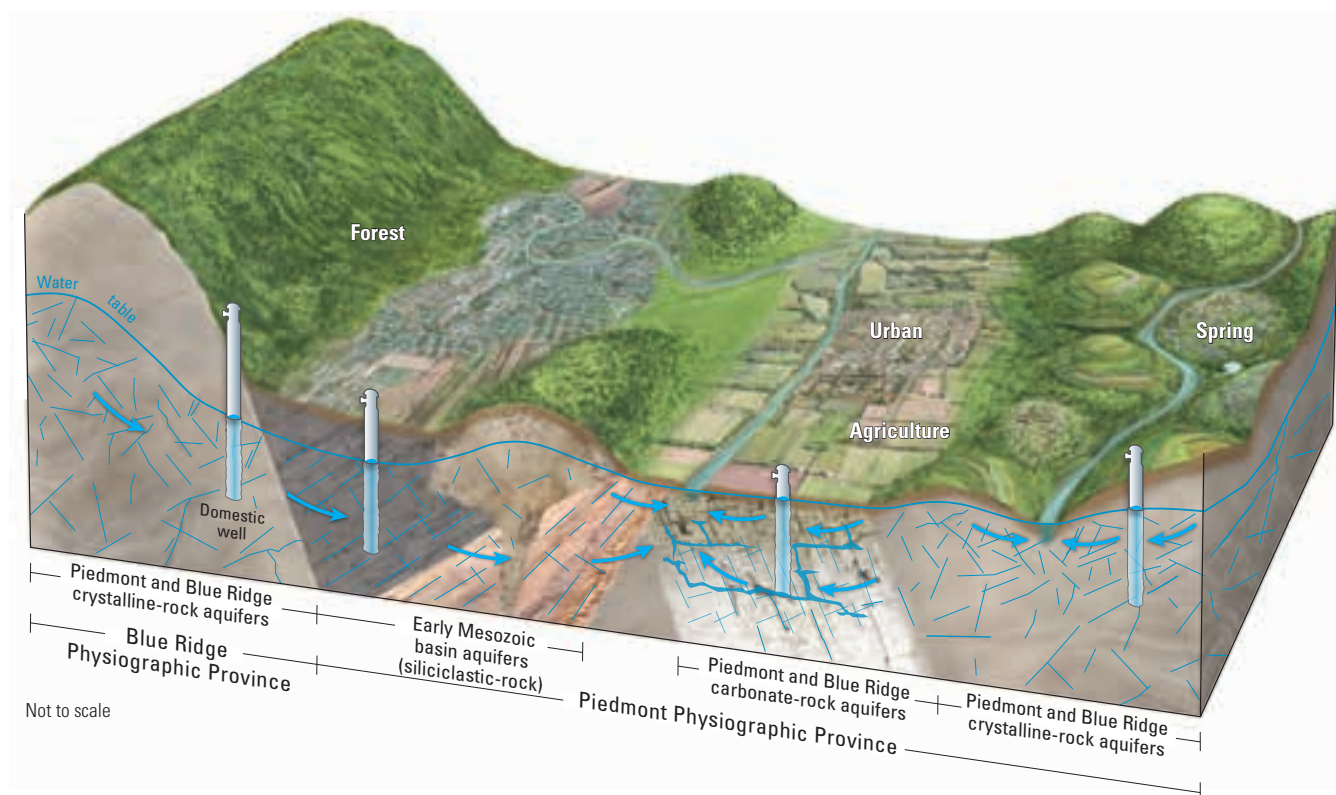 Forest
Water
table
Urban
Spring
Agriculture
Domestic
well
Piedmont and Blue Ridge
crystalline-rock aquifers
Early Mesozoic
basin aquifers
(siliciclastic-rock)
Piedmont and Blue Ridge
carbonate-rock aquifers
Piedmont and Blue Ridge
crystalline-rock aquifers
Blue Ridge
Physiographic Province
Piedmont Physiographic Province
Not to scale